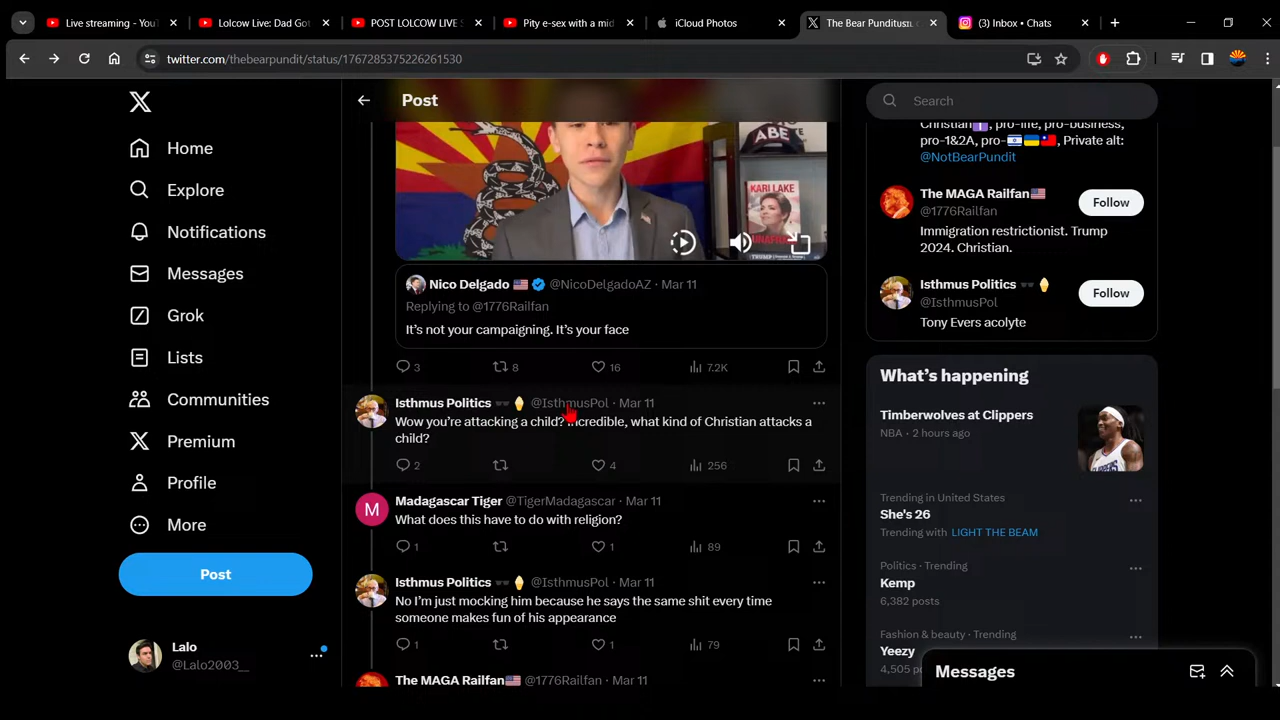 Live streaming - You
Lolcow Live: Dad Got
POST LOLCOW LIVE S
Pity e-sex with a mid
iCloud Photos
The Bear Punditus
(3) Inbox • Chats
twitter.com/thebearpundit/status/1767285375226261530
Post
Search
Home
Explore
Notifications
Messages
Grok
Lists
Communities
Premium
Profile
More
Post
Lalo
@Lalo2003__
ABE
KARI LAKE
UNAFRAID
Nico Delgado @NicoDelgadoAZ · Mar 11
Replying to @1776Railfan
It's not your campaigning. It's your face
3 8 16 7.2K
Isthmus Politics @IsthmusPol · Mar 11
Wow you're attacking a child? Incredible, what kind of Christian attacks a
child?
2 4 256
M
Madagascar Tiger @TigerMadagascar · Mar 11
What does this have to do with religion?
1 1 89
Isthmus Politics @IsthmusPol · Mar 11
No I'm just mocking him because he says the same shit every time
someone makes fun of his appearance
1 1 79
The MAGA Railfan @1776Railfan · Mar 11
Christian, pro-life, pro-business,
pro-1&2A, pro- , Private alt:
@NotBearPundit
The MAGA Railfan
@1776Railfan
Follow
Immigration restrictionist. Trump
2024. Christian.
Isthmus Politics
@IsthmusPol
Follow
Tony Evers acolyte
What's happening
Timberwolves at Clippers
NBA · 2 hours ago
Trending in United States
She's 26
Trending with LIGHT THE BEAM
Politics · Trending
Kemp
6,382 posts
Fashion & beauty · Trending
Yeezy
4,505 p
Messages